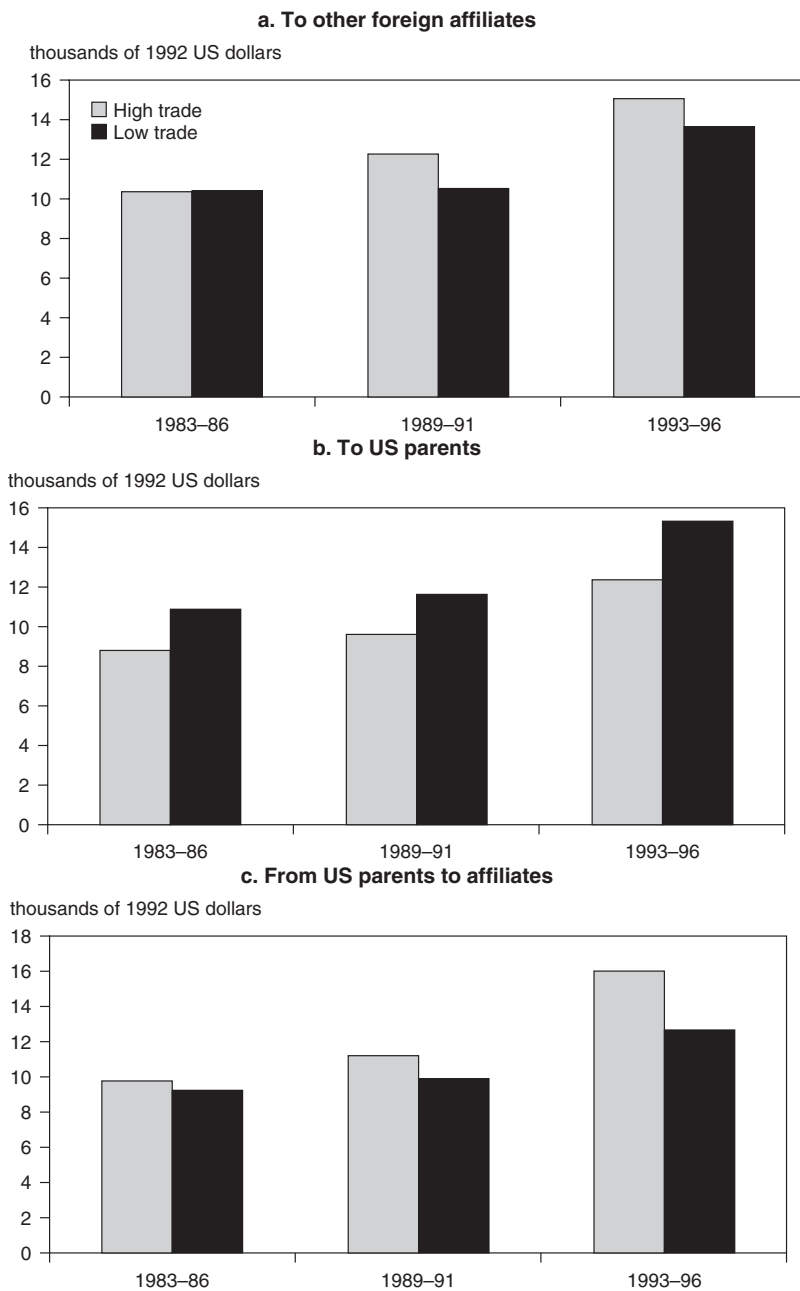 a. To other foreign affiliates
thousands of 1992 US dollars
16
High trade
14
Low trade
12
10
8
6
4
2
0
1983–86 1989–91 1993–96
b. To US parents
thousands of 1992 US dollars
16
14
12
10
8
6
4
2
0
1983–86 1989–91 1993–96
c. From US parents to affiliates
thousands of 1992 US dollars
18
16
14
12
10
8
6
4
2
0
1983–86 1989–91 1993–96